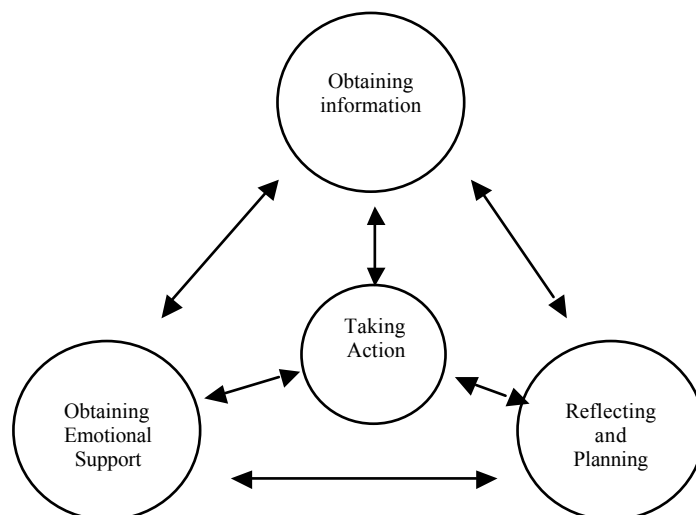 Obtaining
information
Taking
Action
Obtaining
Emotional
Support
Reflecting
and
Planning